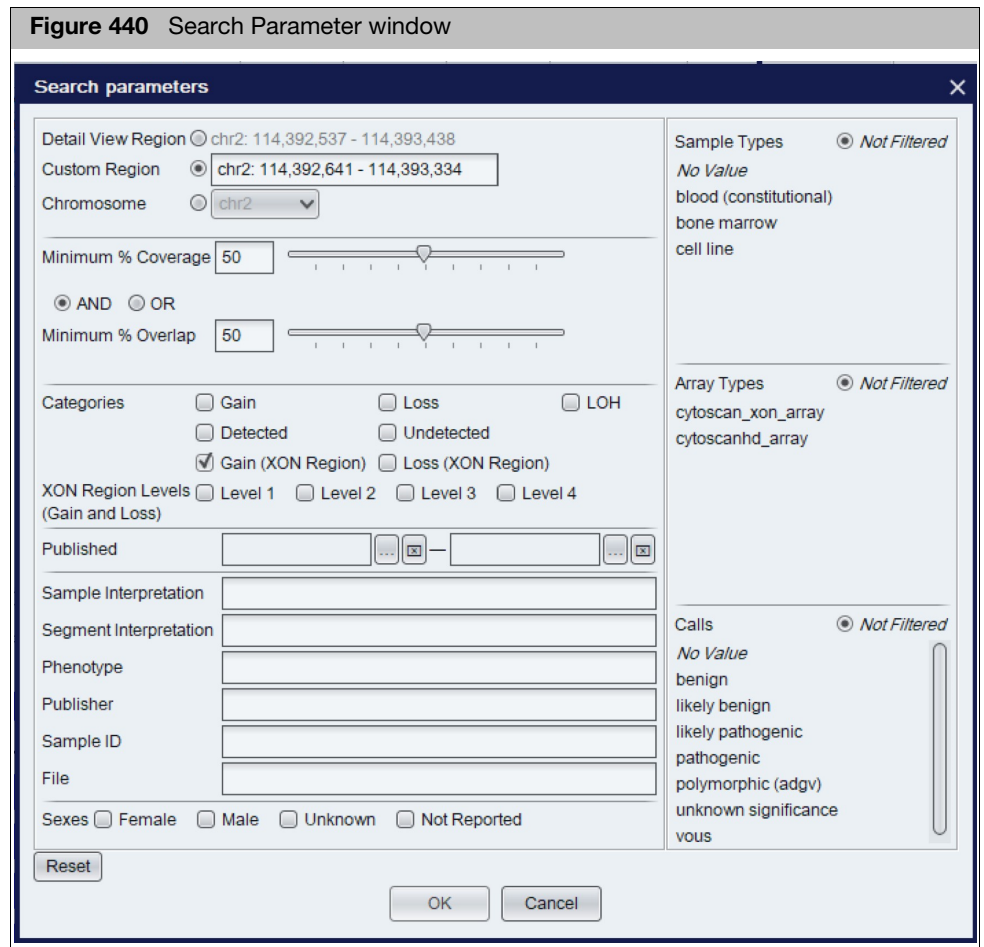 Figure 440 Search Parameter window
Search parameters
Detail View Region chr2: 114,392,537 - 114,393,438
Custom Region chr2: 114,392,641 - 114,393,334
Chromosome chr2
Minimum % Coverage 50
AND OR
Minimum % Overlap 50
Categories Gain Loss LOH
Detected Undetected
Gain (XON Region) Loss (XON Region)
XON Region Levels Level 1 Level 2 Level 3 Level 4
(Gain and Loss)
Published ... — ...
Sample Interpretation
Segment Interpretation
Phenotype
Publisher
Sample ID
File
Sexes Female Male Unknown Not Reported
Sample Types Not Filtered
No Value
blood (constitutional)
bone marrow
cell line
Array Types Not Filtered
cytoscan_xon_array
cytoscanhd_array
Calls Not Filtered
No Value
benign
likely benign
likely pathogenic
pathogenic
polymorphic (adgv)
unknown significance
vous
Reset
OK Cancel